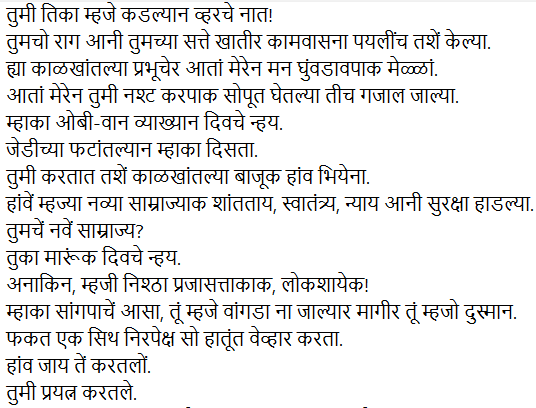 तुमी तिका म्हजे कडल्यान व्हरचे नात!
तुमचो राग आनी तुमच्या सत्ते खातीर कामवासना पयलींच तशें केल्या.
ह्या काळखांतल्या प्रभूचेर आतां मेरेन मन घुंवडावपाक मेळ्ळां.
आतां मेरेन तुमी नश्ट करपाक सोपूत घेतल्या तीच गजाल जाल्या.
म्हाका ओबी-वान व्याख्यान दिवचे न्हय.
जेडीच्या फटांतल्यान म्हाका दिसता.
तुमी करतात तशें काळखांतल्या बाजूक हांव भियेना.
हांवें म्हज्या नव्या साम्राज्याक शांतताय, स्वातंत्र्य, न्याय आनी सुरक्षा हाडल्या.
तुमचें नवें साम्राज्य?
तुका मारूंक दिवचे न्हय.
अनाकिन, म्हजी निश्ठा प्रजासत्ताकाक, लोकशायेक!
म्हाका सांगपाचें आसा, तूं म्हजे वांगडा ना जाल्यार मागीर तूं म्हजो दुस्मान.
फकत एक सिथ निरपेक्ष सो हातूंत वेव्हार करता.
हांव जाय तें करतलों.
तुमी प्रयत्न करतले.